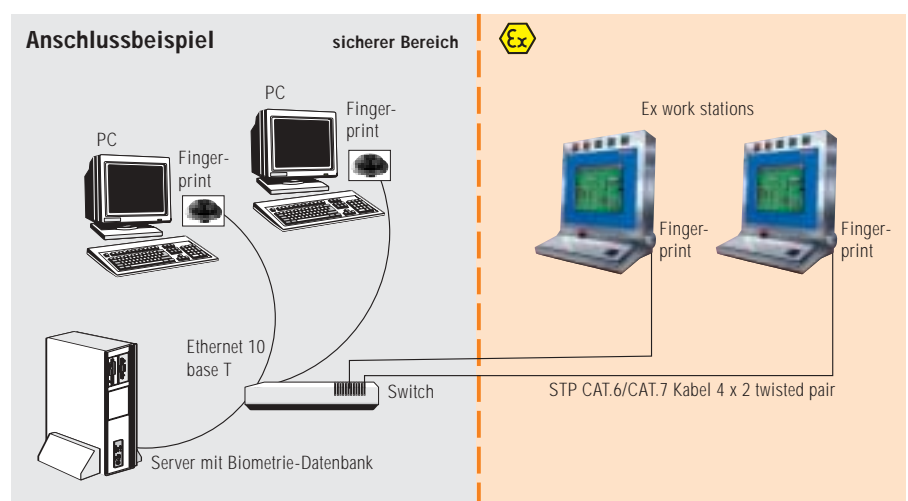 Anschlussbeispiel
sicherer Bereich
Ex
PC
Finger-
print
PC
Finger-
print
Ex work stations
Finger-
print
Finger-
print
Ethernet 10
base T
Switch
STP CAT.6/CAT.7 Kabel 4 x 2 twisted pair
Server mit Biometrie-Datenbank